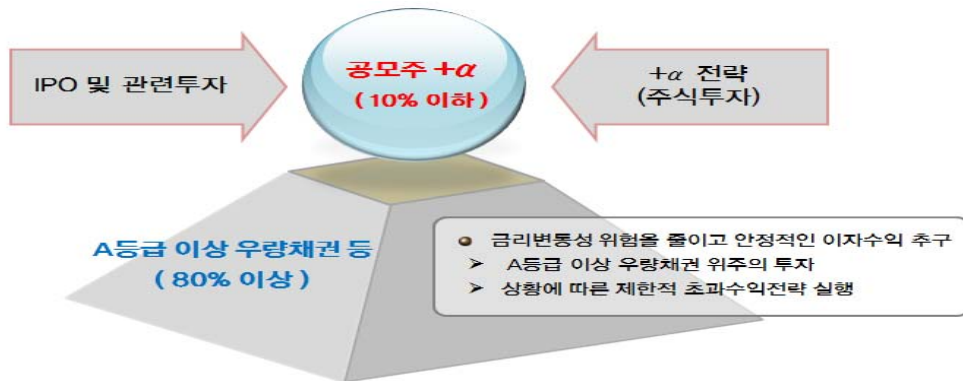 IPO 및 관련투자
공모주 +α
(10% 이하)
+α 전략
(주식투자)
A등급 이상 우량채권 등
(80% 이상)
금리변동성 위험을 줄이고 안정적인 이자수익 추구
A등급 이상 우량채권 위주의 투자
상황에 따른 제한적 초과수익전략 실행